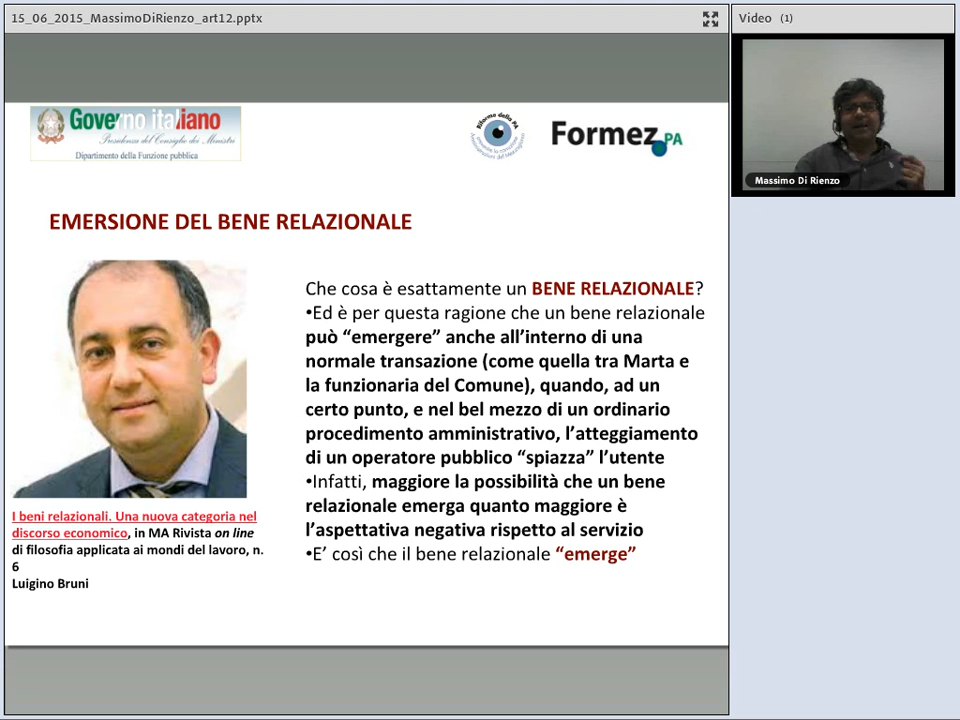 15_06_2015_MassimoDiRienzo_art12.pptx
Video (1)
Governo italiano
Presidenza del Consiglio dei Ministri
Dipartimento della Funzione pubblica
Riforme della PA
Formez PA
Massimo Di Rienzo
EMERSIONE DEL BENE RELAZIONALE
Che cosa è esattamente un BENE RELAZIONALE?
•Ed è per questa ragione che un bene relazionale
può “emergere” anche all’interno di una
normale transazione (come quella tra Marta e
la funzionaria del Comune), quando, ad un
certo punto, e nel bel mezzo di un ordinario
procedimento amministrativo, l’atteggiamento
di un operatore pubblico “spiazza” l’utente
•Infatti, maggiore la possibilità che un bene
relazionale emerga quanto maggiore è
l’aspettativa negativa rispetto al servizio
•E’ così che il bene relazionale “emerge”
I beni relazionali. Una nuova categoria nel
discorso economico, in MA Rivista on line
di filosofia applicata ai mondi del lavoro, n.
6
Luigino Bruni